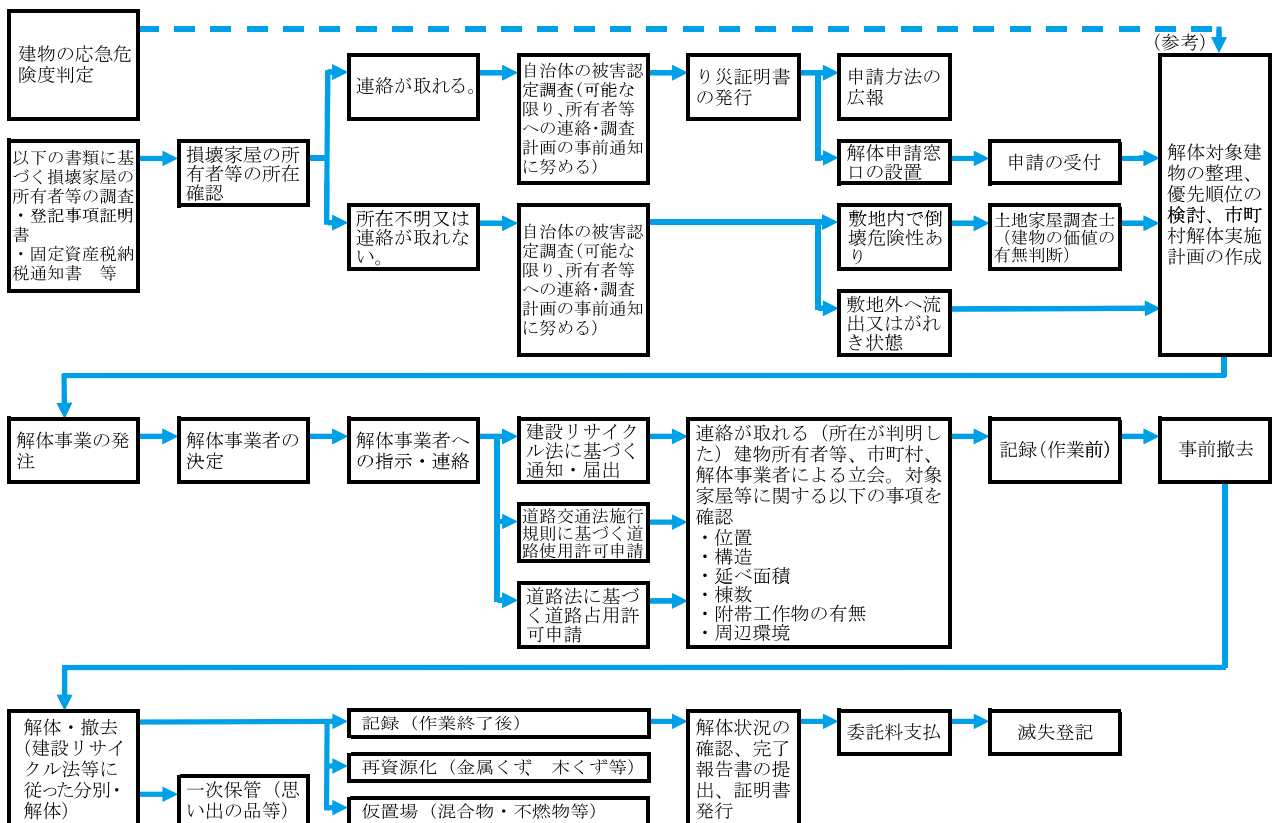 建物の応急危
険度判定
(参考)
以下の書類に基
づく損壊家屋の
所有者等の調査
・登記事項証明
書
・固定資産税納
税通知書 等
損壊家屋の所
有者等の所在
確認
連絡が取れる。
自治体の被害認
定調査(可能な
限り、所有者等
への連絡・調査
計画の事前通知
に努める)
り災証明書
の発行
申請方法の
広報
解体申請窓
口の設置
申請の受付
所在不明又は
連絡が取れな
い。
自治体の被害認
定調査(可能な
限り、所有者等
への連絡・調査
計画の事前通知
に努める)
敷地内で倒
壊危険性あ
り
土地家屋調査士
(建物の価値の
有無判断)
敷地外へ流
出又はがれ
き状態
解体対象建
物の整理、
優先順位の
検討、市町
村解体実施
計画の作成
解体事業の発
注
解体事業者の
決定
解体事業者へ
の指示・連絡
建設リサイク
ル法に基づく
通知・届出
道路交通法施行
規則に基づく道
路使用許可申請
道路法に基づ
く道路占用許
可申請
連絡が取れる(所在が判明し
た)建物所有者等、市町村、
解体事業者による立会。対象
家屋等に関する以下の事項を
確認
・位置
・構造
・延べ面積
・棟数
・附帯工作物の有無
・周辺環境
記録(作業前)
事前撤去
解体・撤去
(建設リサイ
クル法等に
従った分別・
解体)
一次保管(思
い出の品等)
記録(作業終了後)
再資源化(金属くず 木くず等)
仮置場(混合物・不燃物等)
解体状況の
確認、完了
報告書の提
出、証明書
発行
委託料支払
滅失登記